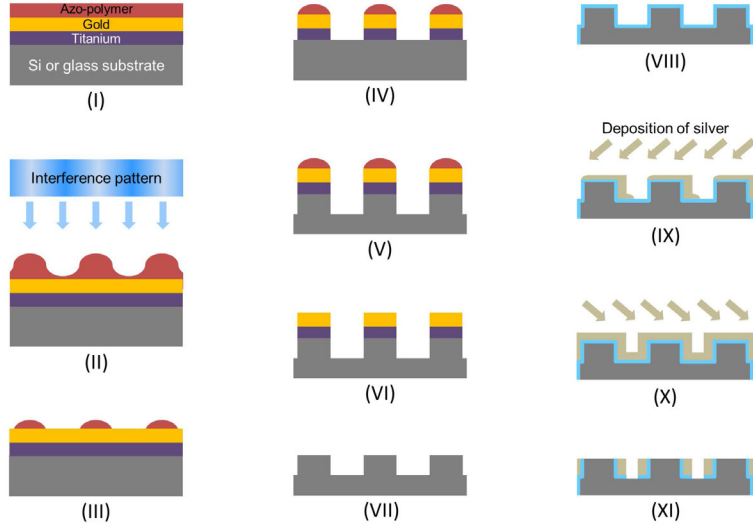 Azo-polymer
Gold
Titanium
Si or glass substrate
(I)
Interference pattern
(II)
(III)
(IV)
(V)
(VI)
(VII)
(VIII)
Deposition of silver
(IX)
(X)
(XI)